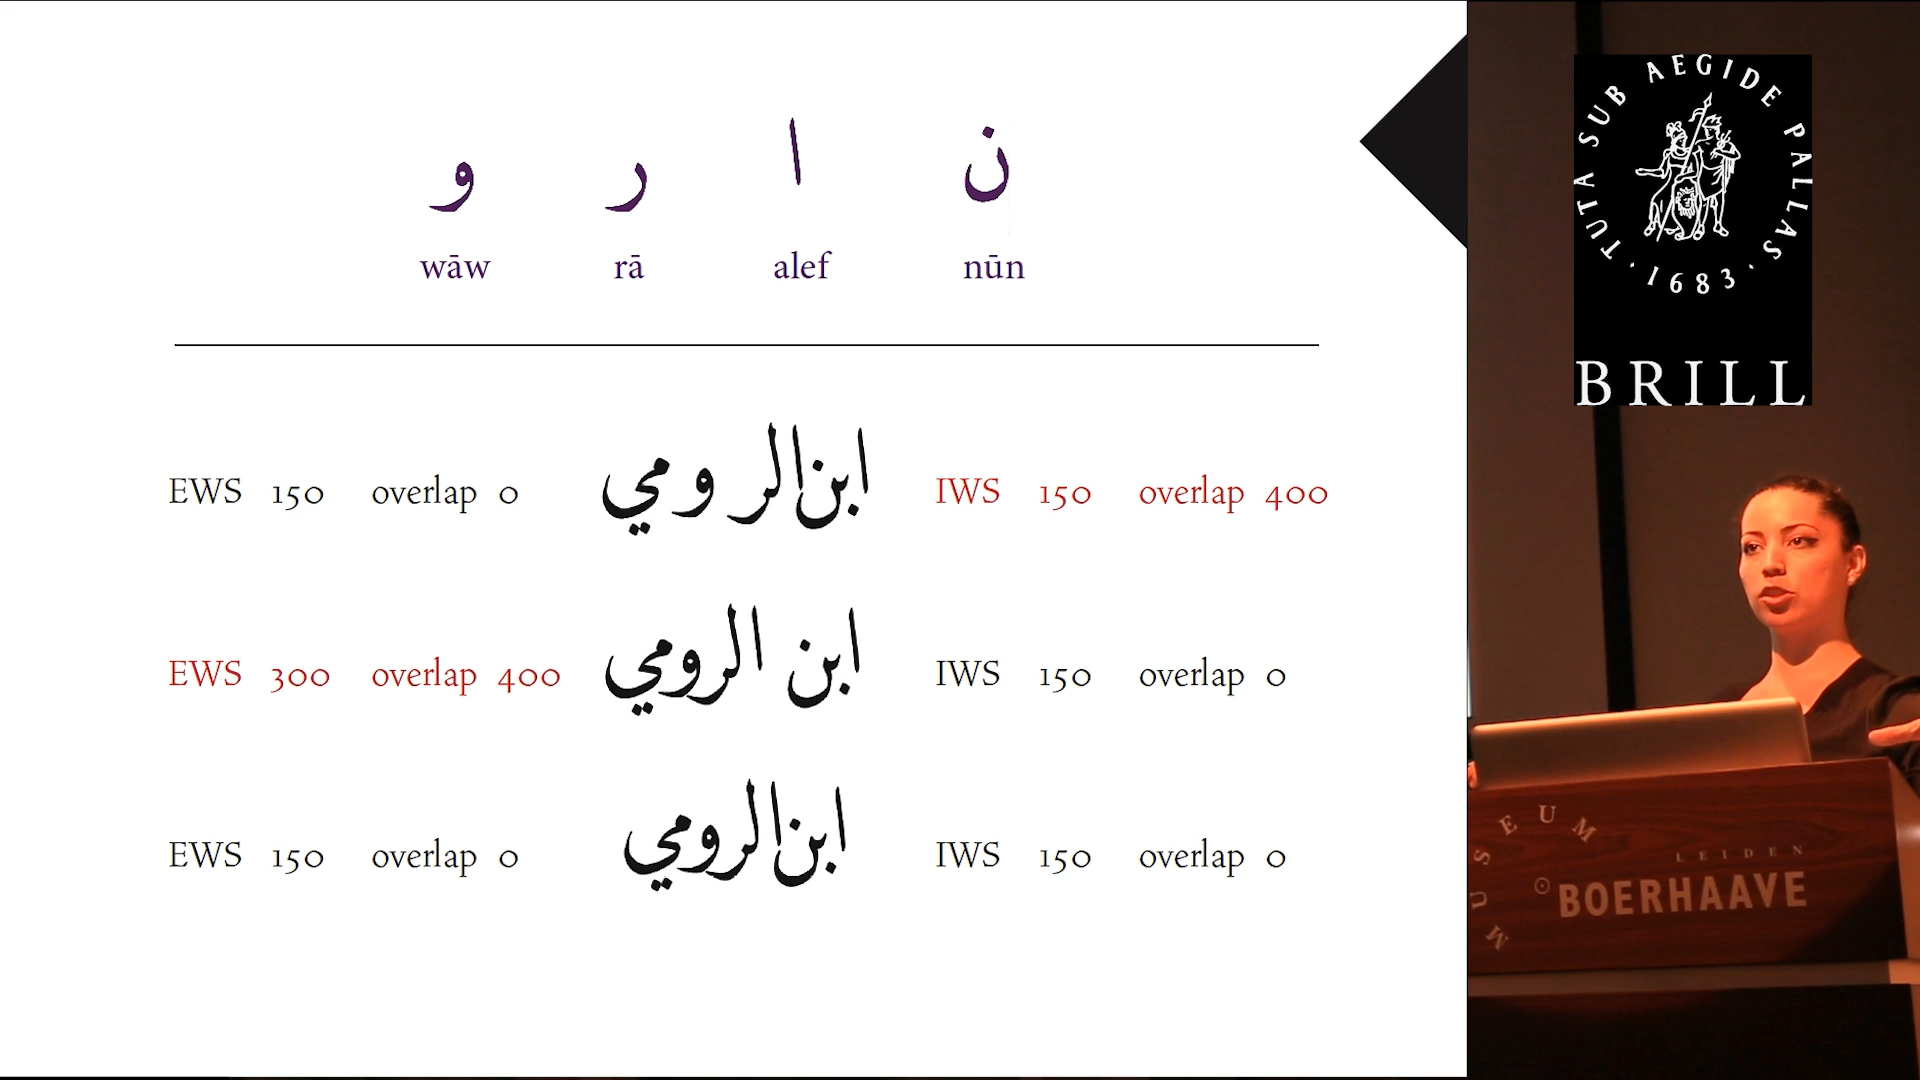 و ر ا ن
wāw rā alef nūn
EWS 150 overlap 0 ابن الرومي IWS 150 overlap 400
EWS 300 overlap 400 ابن الرومي IWS 150 overlap 0
EWS 150 overlap 0 ابن الرومي IWS 150 overlap 0
TUTA SUB AEGIDE PALLAS · 1683 ·
BRILL
MUSEUM
LEIDEN
BOERHAAVE